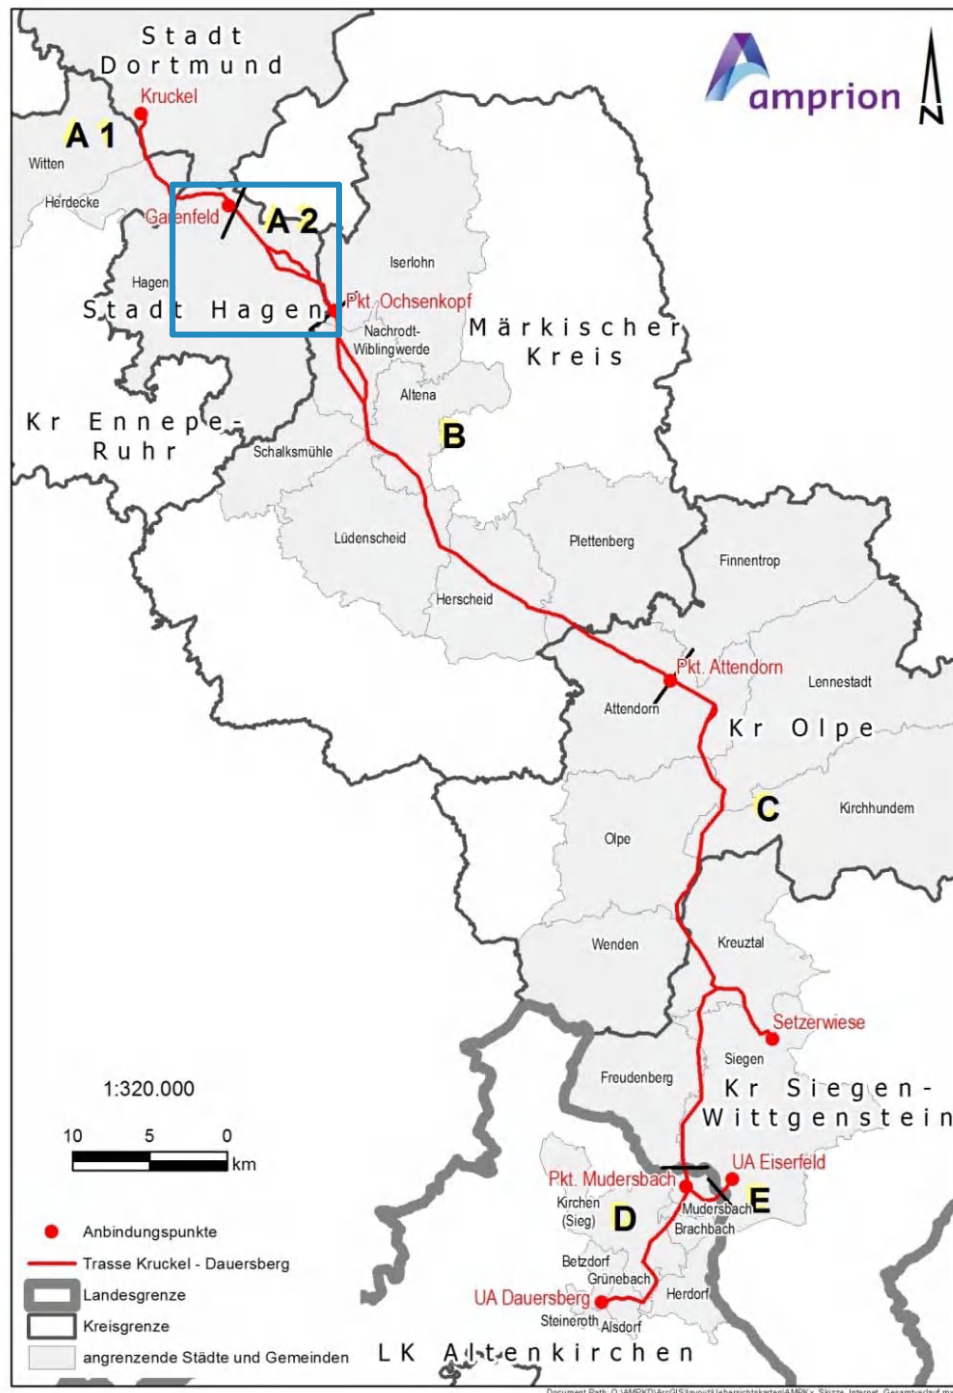 Stadt
Dortmund
amprion
Kruckel
A 1
Witten
Herdecke
Garenfeld
A 2
Iserlohn
Hagen
Stadt Hagen
Pkt. Ochsenkopf
Nachrodt-
Wiblingwerde
Märkischer
Kreis
Altena
Kr Ennepe-
Ruhr
B
Schalksmühle
Lüdenscheid
Plettenberg
Finnentrop
Herscheid
Pkt. Attendorn
Lennestadt
Attendorn
Kr Olpe
C
Kirchhundem
Olpe
Wenden
Kreuztal
Setzerwiese
Siegen
Freudenberg
1:320.000
Kr Siegen-
Wittgenstein
10 5 0
km
UA Eiserfeld
Pkt. Mudersbach
E
Kirchen
(Sieg)
D
Mudersbach
Brachbach
Anbindungspunkte
Trasse Kruckel - Dauersberg
Betzdorf
Grünebach
Landesgrenze
UA Dauersberg
Herdorf
Steineroth
Alsdorf
Kreisgrenze
angrenzende Städte und Gemeinden
LK Altenkirchen